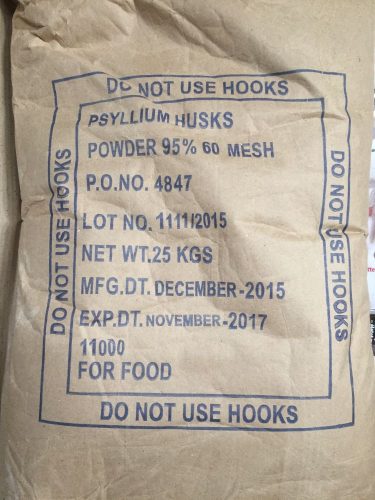 DO NOT USE HOOKS
DO NOT USE HOOKS
PSYLLIUM HUSKS
POWDER 95% 60 MESH
P.O.NO. 4847
LOT NO. 1111/2015
NET WT.25 KGS
MFG.DT. DECEMBER-2015
EXP.DT. NOVEMBER-2017
11000
FOR FOOD
DO NOT USE HOOKS
DO NOT USE HOOKS